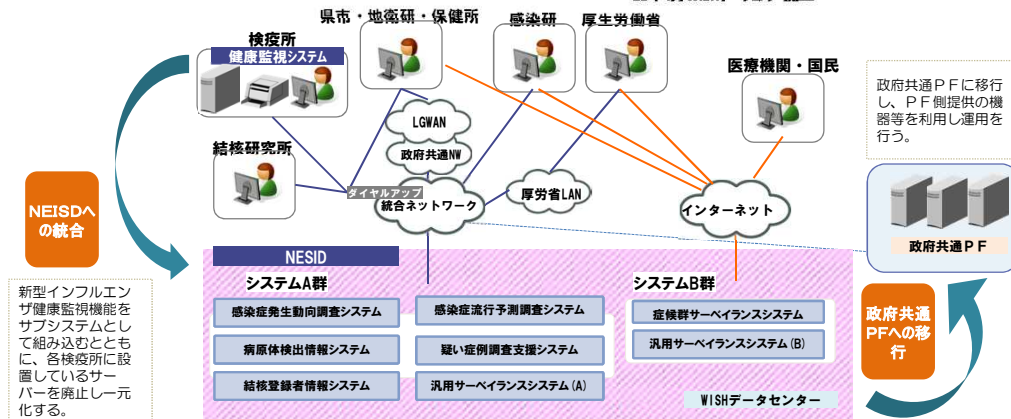 県市・地衛研・保健所
感染研
厚生労働省
検疫所
健康監視システム
医療機関・国民
政府共通PFに移行
し、PF側提供の機
器等を利用し運用を
行う。
LGWAN
政府共通NW
結核研究所
ダイヤルアップ
統合ネットワーク
厚労省LAN
インターネット
政府共通PF
NEISDへ
の統合
NESID
システムA群
システムB群
感染症発生動向調査システム
感染症流行予測調査システム
症候群サーベイランスシステム
病原体検出情報システム
疑い症例調査支援システム
汎用サーベイランスシステム(B)
結核登録者情報システム
汎用サーベイランスシステム(A)
WISHデータセンター
新型インフルエン
ザ健康監視機能を
サブシステムとし
て組み込むととも
に、各検疫所に設
置しているサー
バーを廃止し一元
化する。
政府共通
PFへの移
行